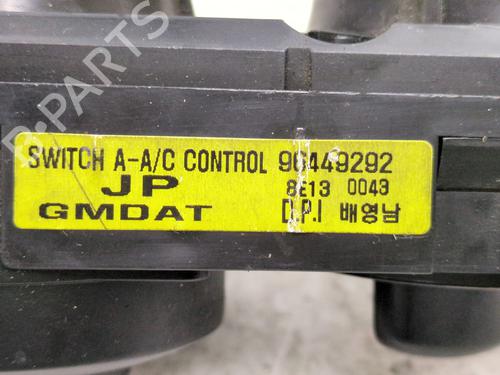 B-Parts
SWITCH A-A/C CONTROL 96449292
JP 8E13 0043
GMDAT D.P.I 배영남